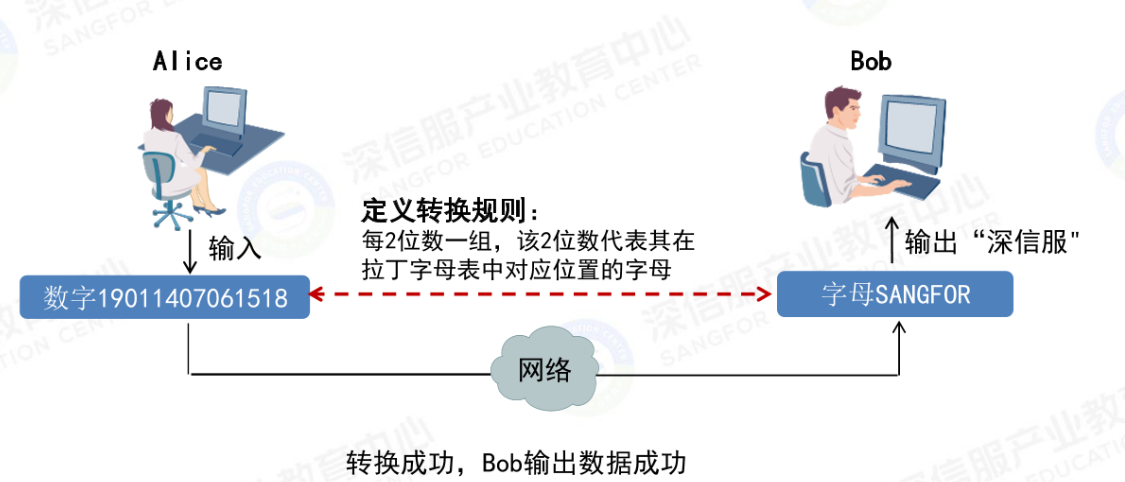 深信服产业教育中心
SANGFOR EDUCATION CENTER
Alice
Bob
定义转换规则：
每2位数一组，该2位数代表其在
拉丁字母表中对应位置的字母
输入
输出“深信服"
数字19011407061518
字母SANGFOR
网络
转换成功，Bob输出数据成功